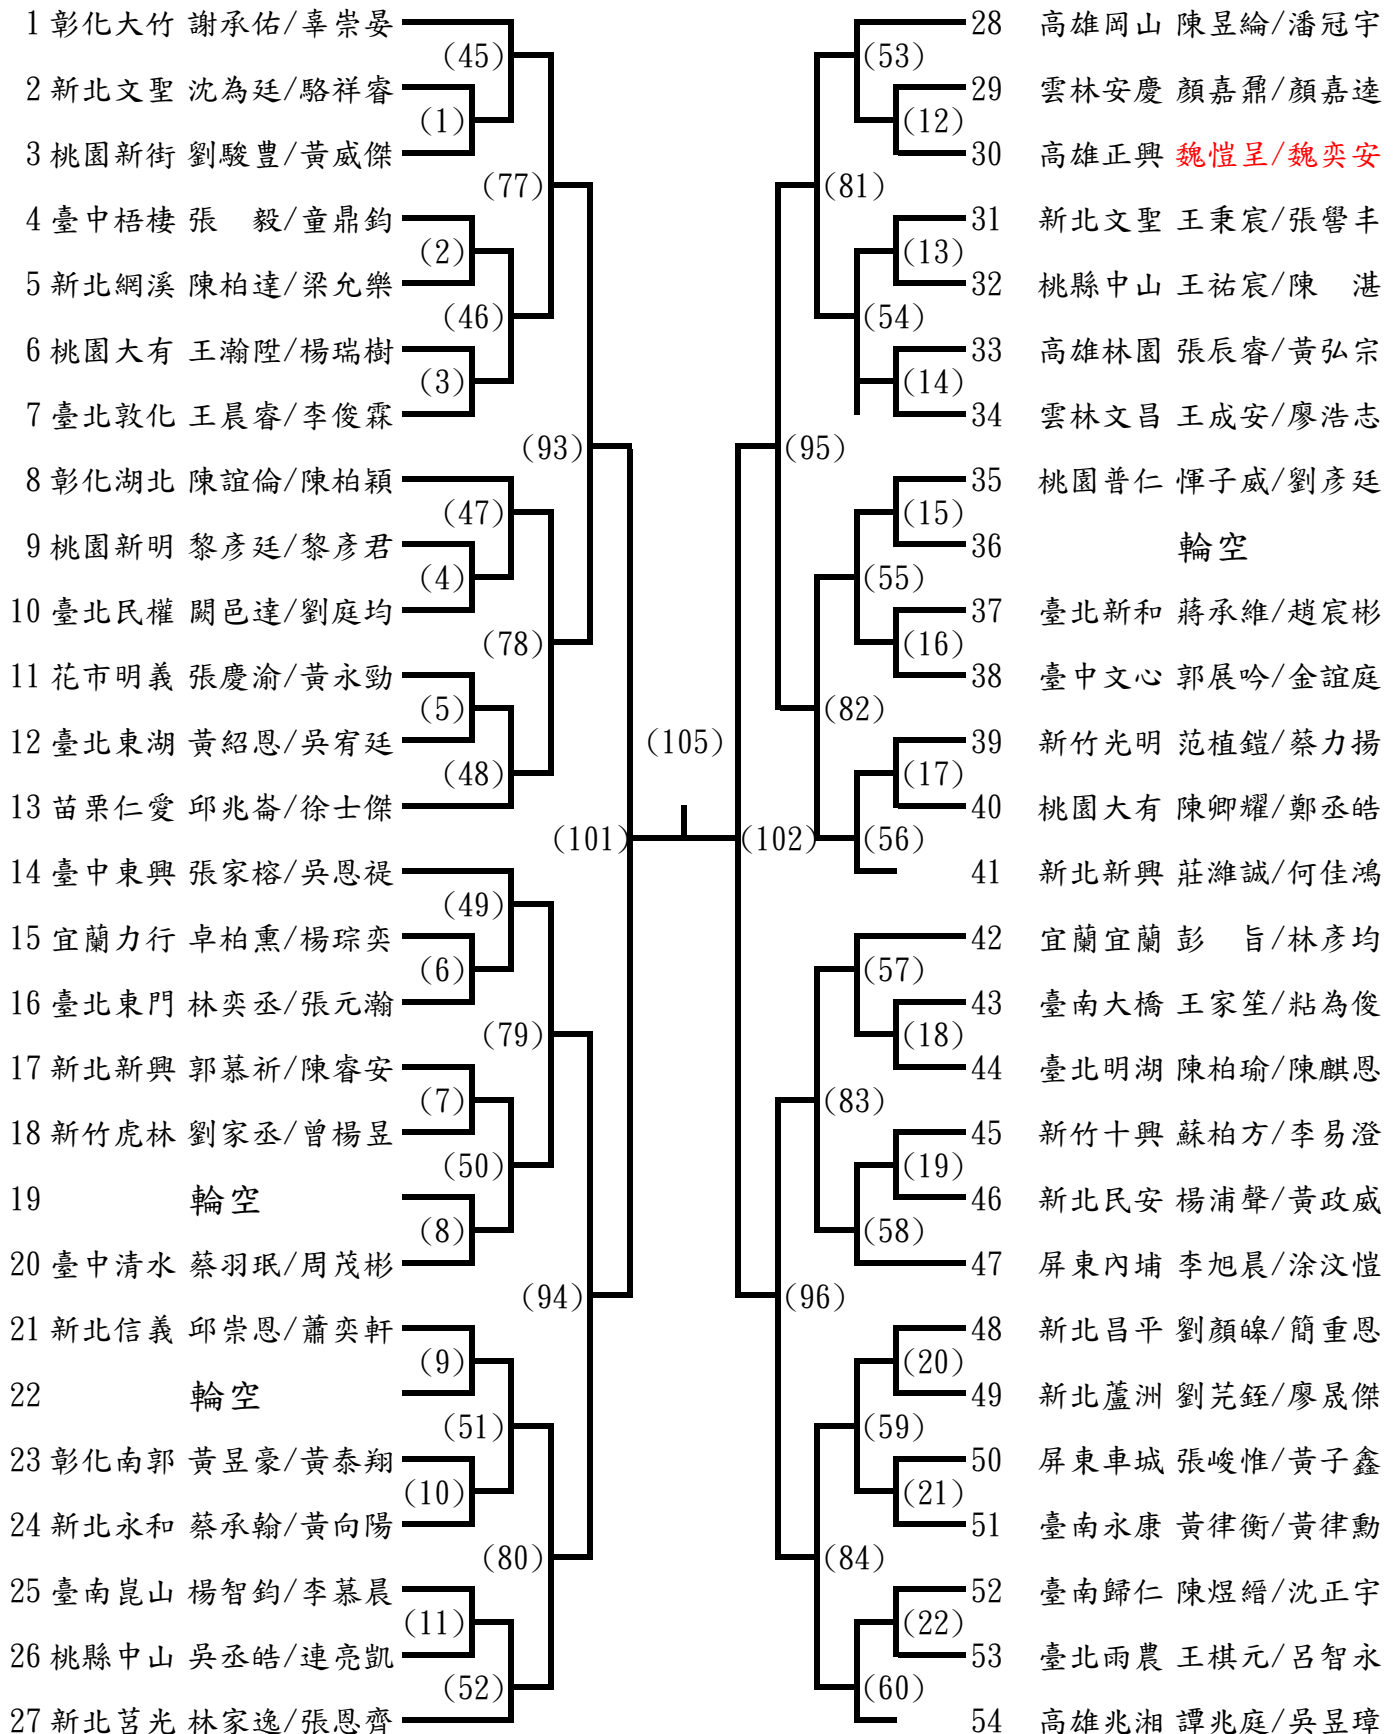 1 彰化大竹 謝承佑/辜崇晏
(45)
2 新北文聖 沈為廷/駱祥睿
(1)
3 桃園新街 劉駿豊/黃威傑
(77)
4 臺中梧棲 張　毅/童鼎鈞
(2)
5 新北網溪 陳柏達/梁允樂
(46)
6 桃園大有 王瀚陞/楊瑞樹
(3)
7 臺北敦化 王晨睿/李俊霖
(93)
8 彰化湖北 陳誼倫/陳柏穎
(47)
9 桃園新明 黎彥廷/黎彥君
(4)
10 臺北民權 闕邑達/劉庭均
(78)
11 花市明義 張慶渝/黃永勁
(5)
12 臺北東湖 黃紹恩/吳宥廷
(48)
13 苗栗仁愛 邱兆崙/徐士傑
(101)
14 臺中東興 張家榕/吳恩禔
(49)
15 宜蘭力行 卓柏熏/楊琮奕
(6)
16 臺北東門 林奕丞/張元瀚
(79)
17 新北新興 郭慕祈/陳睿安
(7)
18 新竹虎林 劉家丞/曾楊昱
(50)
19 輪空
(8)
20 臺中清水 蔡羽珉/周茂彬
(94)
21 新北信義 邱崇恩/蕭奕軒
(9)
22 輪空
(51)
23 彰化南郭 黃昱豪/黃泰翔
(10)
24 新北永和 蔡承翰/黃向陽
(80)
25 臺南崑山 楊智鈞/李慕晨
(11)
26 桃縣中山 吳丞皓/連亮凱
(52)
27 新北莒光 林家逸/張恩齊
(105)
28 高雄岡山 陳昱綸/潘冠宇
(53)
29 雲林安慶 顏嘉鼐/顏嘉逵
(12)
30 高雄正興 魏愷呈/魏奕安
(81)
31 新北文聖 王秉宸/張譽丰
(13)
32 桃縣中山 王祐宸/陳　湛
(54)
33 高雄林園 張辰睿/黃弘宗
(14)
34 雲林文昌 王成安/廖浩志
(95)
35 桃園普仁 惲子威/劉彥廷
(15)
36 輪空
(55)
37 臺北新和 蔣承維/趙宸彬
(16)
38 臺中文心 郭展吟/金誼庭
(82)
39 新竹光明 范植鎧/蔡力揚
(17)
40 桃園大有 陳卿耀/鄭丞皓
(102)
(56)
41 新北新興 莊濰誠/何佳鴻
42 宜蘭宜蘭 彭　旨/林彥均
(57)
43 臺南大橋 王家笙/粘為俊
(18)
44 臺北明湖 陳柏瑜/陳麒恩
(83)
45 新竹十興 蘇柏方/李易澄
(19)
46 新北民安 楊浦聲/黃政威
(58)
47 屏東內埔 李旭晨/涂汶愷
(96)
48 新北昌平 劉顏皞/簡重恩
(20)
49 新北蘆洲 劉芫銍/廖晟傑
(59)
50 屏東車城 張峻惟/黃子鑫
(21)
51 臺南永康 黃律衡/黃律勳
(84)
52 臺南歸仁 陳煜縉/沈正宇
(22)
53 臺北雨農 王棋元/呂智永
(60)
54 高雄兆湘 譚兆庭/吳昱璋